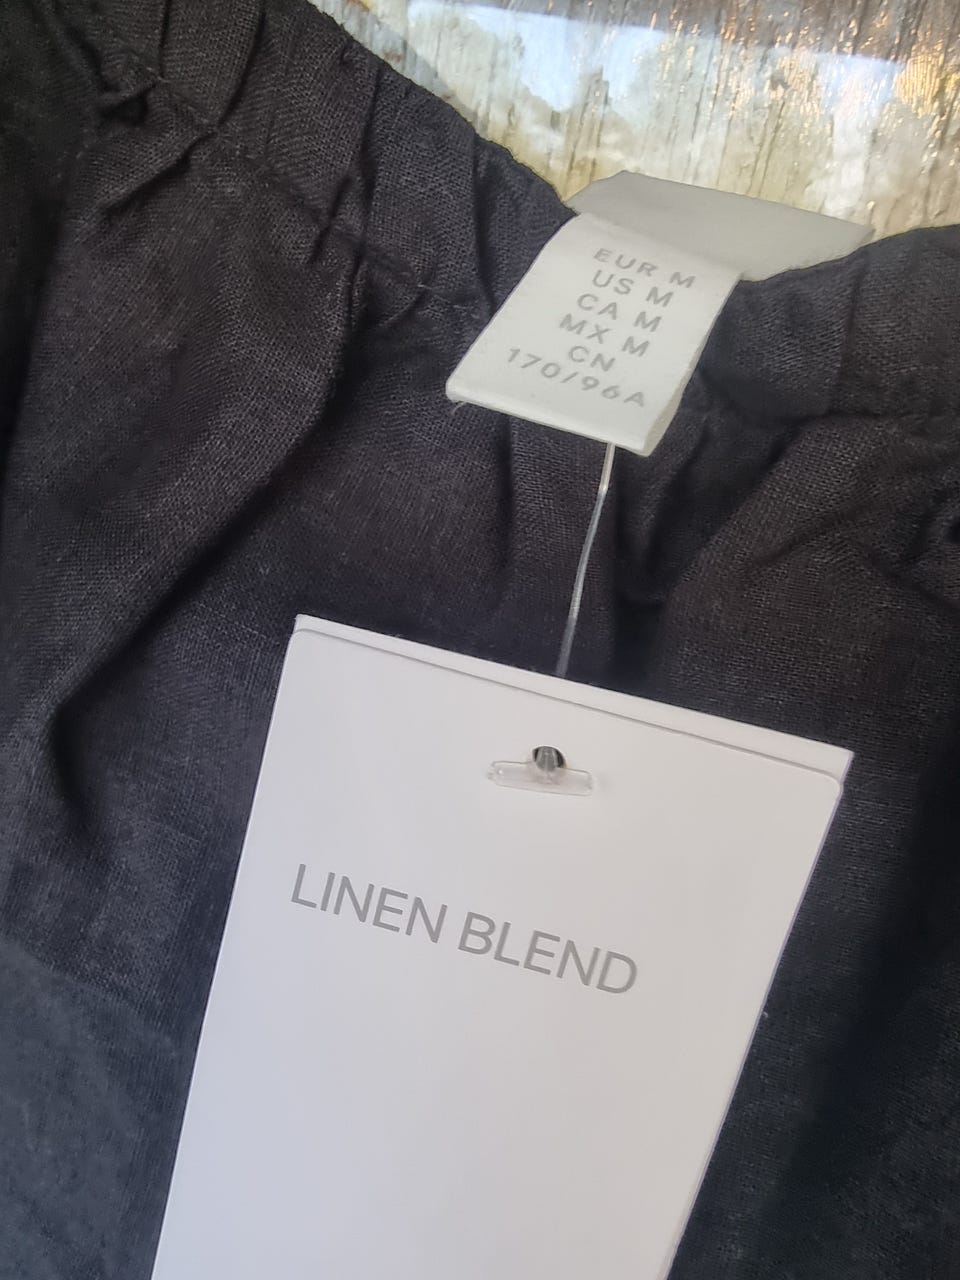 EUR M
US M
CA M
MX M
CN
170/96A
LINEN BLEND